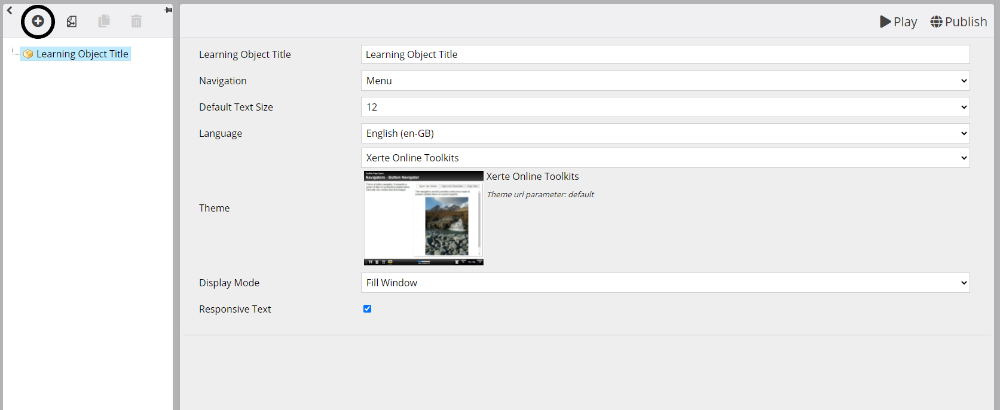 Play
Publish
Learning Object Title
Learning Object Title
Learning Object Title
Navigation
Menu
Default Text Size
12
Language
English (en-GB)
Xerte Online Toolkits
Theme
Navigators - Button Navigator
Xerte Online Toolkits
Theme url parameter: default
Display Mode
Fill Window
Responsive Text